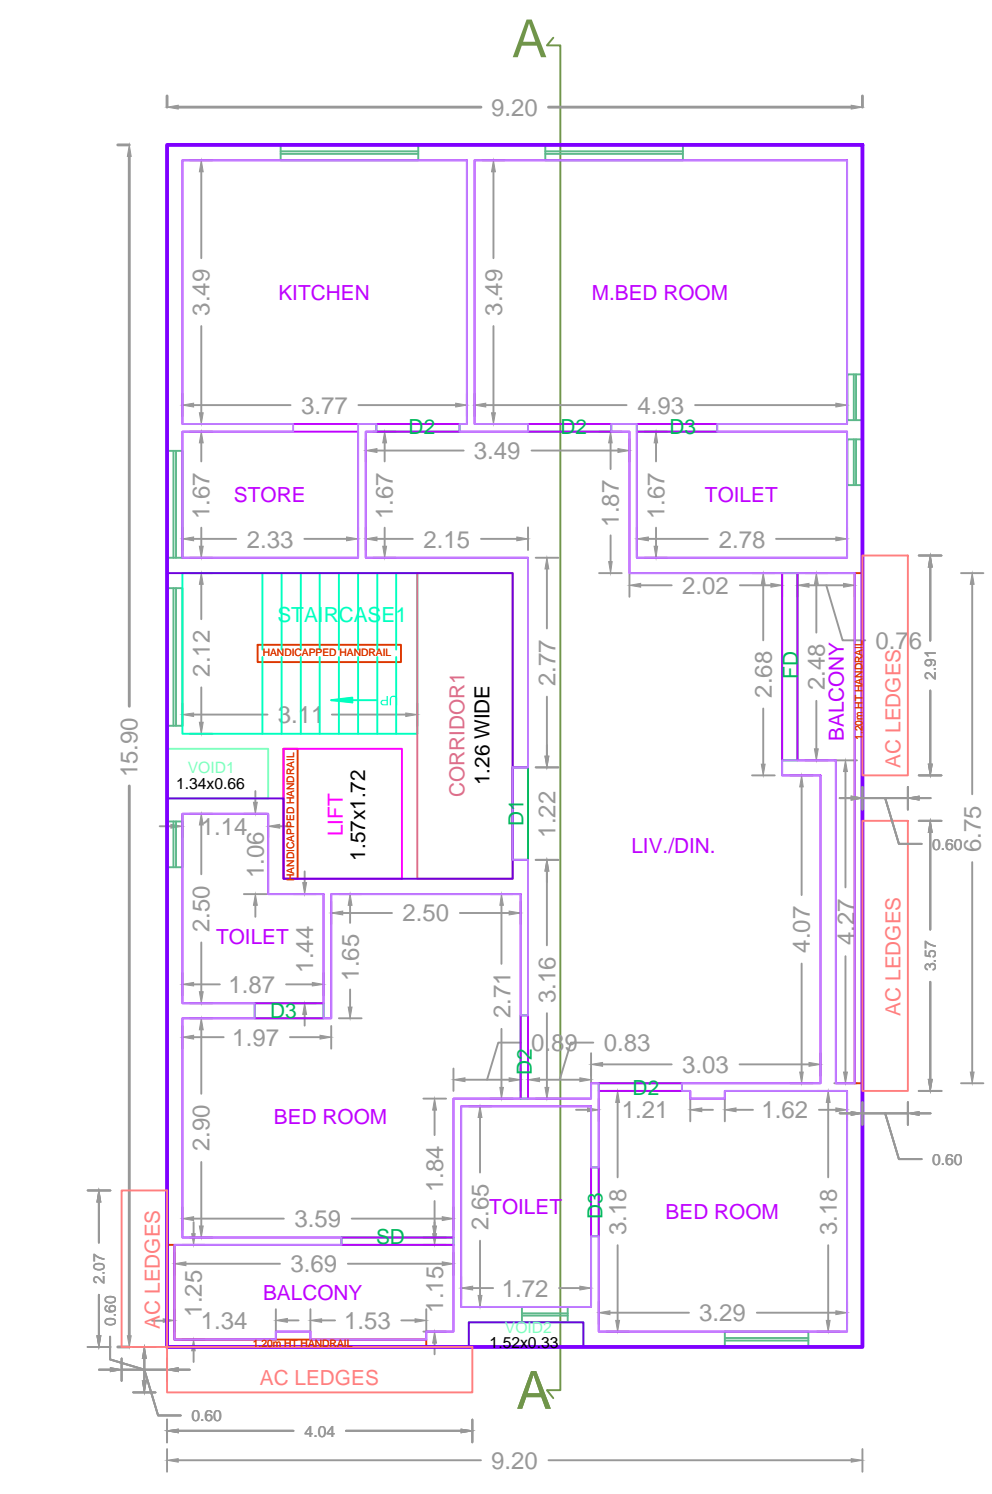 A
9.20
15.90
KITCHEN
3.49
3.77
M.BED ROOM
3.49
4.93
D2
D2
D3
3.49
STORE
1.67
2.33
1.67
2.15
1.87
TOILET
1.67
2.78
STAIRCASE1
HANDICAPPED HANDRAIL
2.12
UP
3.11
CORRIDOR1
1.26 WIDE
2.77
2.02
2.68
FD
2.48
BALCONY
0.76
1.20m HT HANDRAIL
AC LEDGES
2.91
6.75
VOID1
1.34x0.66
HANDICAPPED HANDRAIL
LIFT
1.57x1.72
D1
1.22
LIV./DIN.
0.60
1.14
1.06
2.50
TOILET
1.44
1.87
D3
1.97
1.65
2.50
2.71
3.16
4.07
4.27
AC LEDGES
3.57
0.89
0.83
D2
3.03
D2
BED ROOM
2.90
3.59
1.84
SD
2.65
TOILET
1.72
D3
1.21
1.62
3.18
BED ROOM
3.18
3.29
0.60
AC LEDGES
2.07
0.60
3.69
BALCONY
1.25
1.15
1.34
1.53
1.20m HT HANDRAIL
VOID2
1.52x0.33
AC LEDGES
0.60
4.04
A
9.20